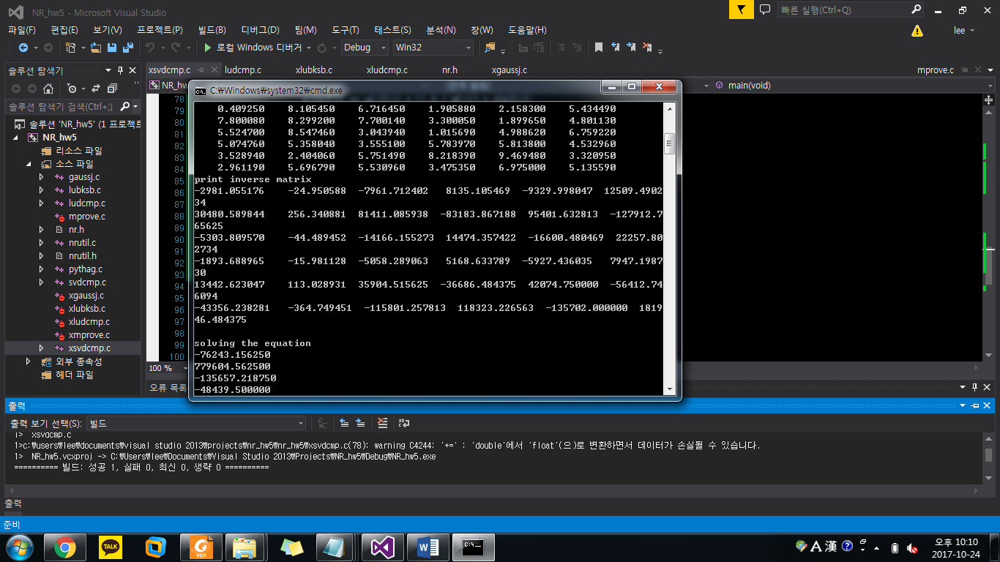 NR_hw5 - Microsoft Visual Studio
빠른 실행(Ctrl+Q)
파일(F) 편집(E) 보기(V) 프로젝트(P) 빌드(B) 디버그(D) 팀(M) 도구(T) 테스트(S) 분석(N) 창(W) 도움말(H)
lee
로컬 Windows 디버거 Debug Win32
솔루션 탐색기
xsvdcmp.c ludcmp.c xlubksb.c xludcmp.c nr.h xgaussj.c mprove.c
main(void)
솔루션 탐색기 검색(Ctrl+;)
솔루션 'NR_hw5' (1 프로젝트
NR_hw5
리소스 파일
소스 파일
gaussj.c
lubksb.c
ludcmp.c
mprove.c
nr.h
nrutil.c
nrutil.h
pythag.c
svdcmp.c
xgaussj.c
xlubksb.c
xludcmp.c
xmprove.c
xsvdcmp.c
외부 종속성
헤더 파일
78
79
80
81
82
83
84
85
86
87
88
89
90
91
92
93
94
95
96
97
98
99
100
100 %
C:₩Windows₩system32₩cmd.exe
0.409250 8.105450 6.716450 1.905880 2.158300 5.434490
7.800080 8.299200 7.700140 3.300050 1.899650 4.801130
5.524700 8.547460 3.043940 1.015690 4.988620 6.759220
5.074760 5.358040 3.555100 5.783970 5.813800 4.532960
3.528940 2.404060 5.751490 8.218390 9.469480 3.320950
2.961190 5.696790 5.530960 3.475350 6.975000 5.135590
print inverse matrix
-2981.055176 -24.950588 -7961.712402 8135.105469 -9329.998047 12509.4902
34
30480.589844 256.340881 81411.085938 -83183.867188 95401.632813 -127912.7
65625
-5303.809570 -44.489452 -14166.155273 14474.357422 -16600.480469 22257.80
2734
-1893.688965 -15.981128 -5058.289063 5168.633789 -5927.436035 7947.1987
30
13442.623047 113.028931 35904.515625 -36686.484375 42074.750000 -56412.74
6094
-43356.238281 -364.749451 -115801.257813 118323.226563 -135702.000000 1819
46.484375
solving the equation
-76243.156250
779604.562500
-135657.218750
-48439.500000
오류 목록
출력
출력 보기 선택(S): 빌드
1> xsvdcmp.c
1>c:₩users₩lee₩documents₩visual studio 2013₩projects₩nr_hw5₩nr_hw5₩xsvdcmp.c(78): warning C4244: '+=' : 'double'에서 'float'(으)로 변환하면서 데이터가 손실될 수 있습니다.
1> NR_hw5.vcxproj -> C:₩Users₩lee₩Documents₩Visual Studio 2013₩Projects₩NR_hw5₩Debug₩NR_hw5.exe
========== 빌드: 성공 1, 실패 0, 최신 0, 생략 0 ==========
출력
준비
TALK
PDF
A 漢
오후 10:10
2017-10-24